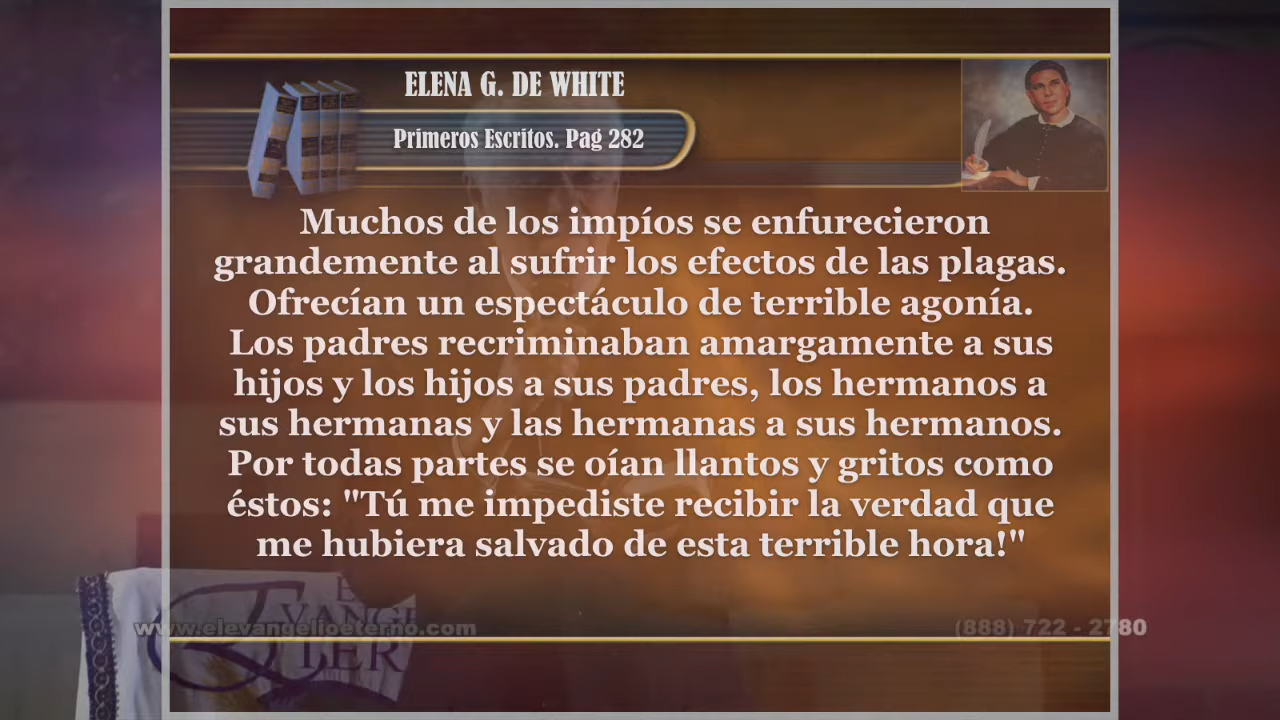 ELENA G. DE WHITE
Primeros Escritos. Pag 282
Muchos de los impíos se enfurecieron
grandemente al sufrir los efectos de las plagas.
Ofrecían un espectáculo de terrible agonía.
Los padres recriminaban amargamente a sus
hijos y los hijos a sus padres, los hermanos a
sus hermanas y las hermanas a sus hermanos.
Por todas partes se oían llantos y gritos como
éstos: "Tú me impediste recibir la verdad que
me hubiera salvado de esta terrible hora!"
www.elevangelioeterno.com
(888) 722 - 2780